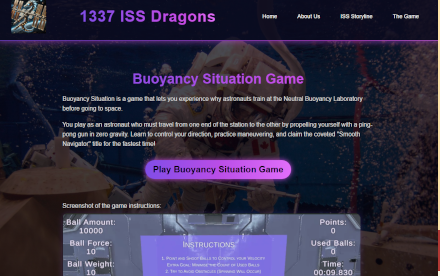 1337 ISS Dragons
Home
About Us
ISS Storyline
The Game
Buoyancy Situation Game
Buoyancy Situation is a game that lets you experience why astronauts train at the Neutral Buoyancy Laboratory
before going to space.
You play as an astronaut who must travel from one end of the station to the other by propelling yourself with a ping-
pong gun in zero gravity. Learn to control your direction, practice maneuvering, and claim the coveted "Smooth
Navigator" title for the fastest time!
Play Buoyancy Situation Game
Screenshot of the game instructions:
Ball Amount:
10000
Ball Force:
10
Ball Weight:
10
Instructions
Points:
0
Used Balls:
0
Time:
00:09.830